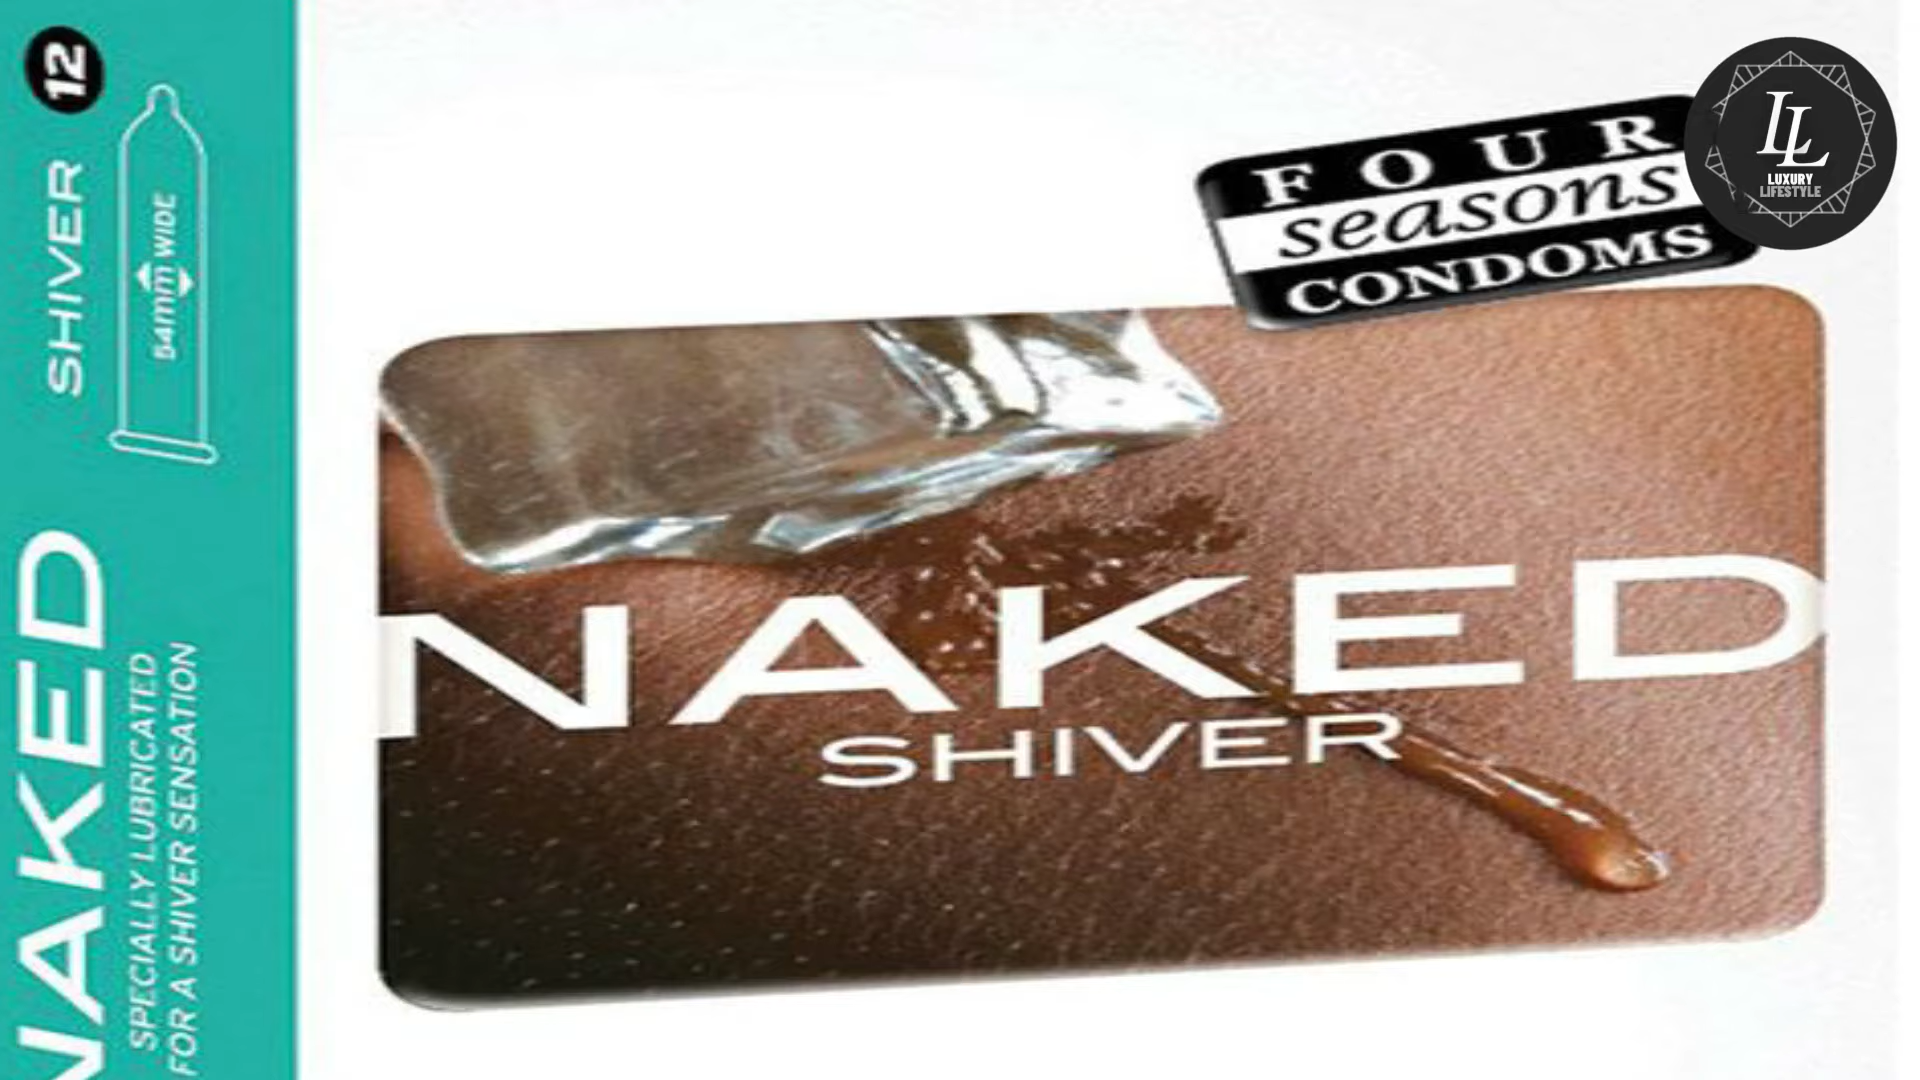 12
SHIVER
54mm WIDE
NAKED
SPECIALLY LUBRICATED
FOR A SHIVER SENSATION
FOUR
seasons
CONDOMS
LL
LUXURY
LIFESTYLE
NAKED
SHIVER